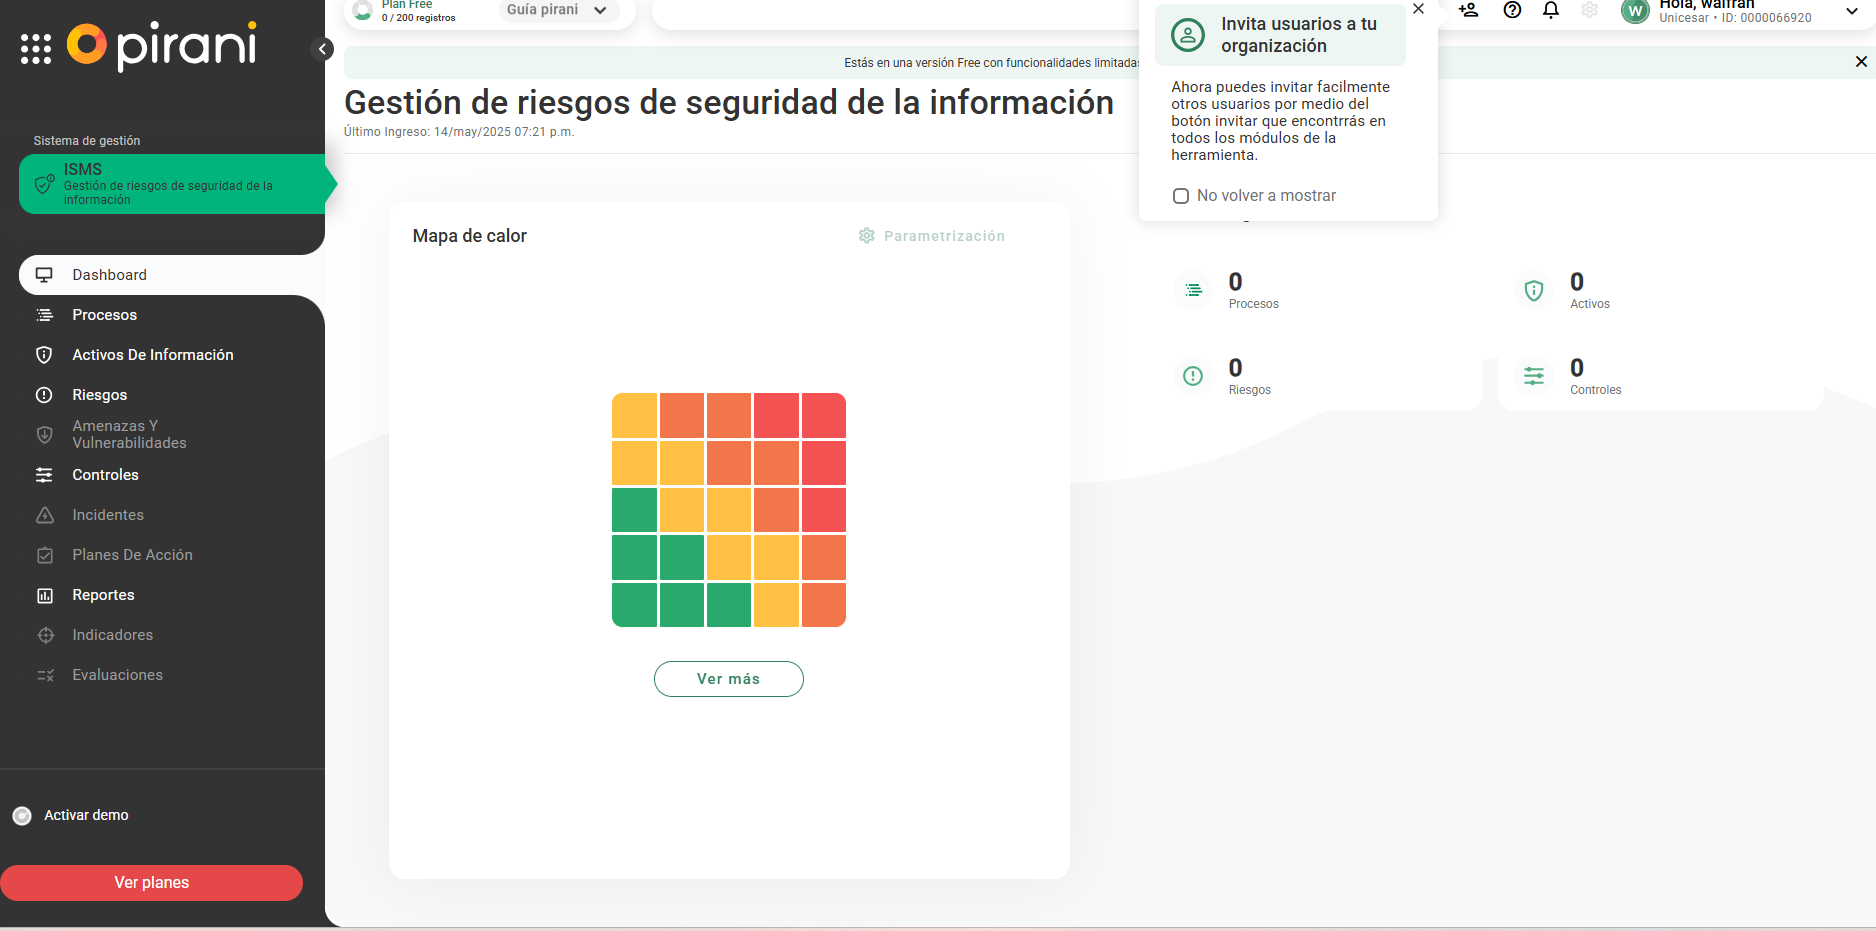 pirani
Sistema de gestión
ISMS
Gestión de riesgos de seguridad de la
información
Dashboard
Procesos
Activos De Información
Riesgos
Amenazas Y
Vulnerabilidades
Controles
Incidentes
Planes De Acción
Reportes
Indicadores
Evaluaciones
Activar demo
Ver planes
Plan Free
0 / 200 registros
Guía pirani
Hola, walfran
Unicesar • ID: 0000066920
W
Estás en una versión Free con funcionalidades limitadas
Gestión de riesgos de seguridad de la información
Último Ingreso: 14/may/2025 07:21 p.m.
Invita usuarios a tu
organización
Ahora puedes invitar facilmente
otros usuarios por medio del
botón invitar que encontrrás en
todos los módulos de la
herramienta.
No volver a mostrar
Mapa de calor
Parametrización
Ver más
0
Procesos
0
Activos
0
Riesgos
0
Controles